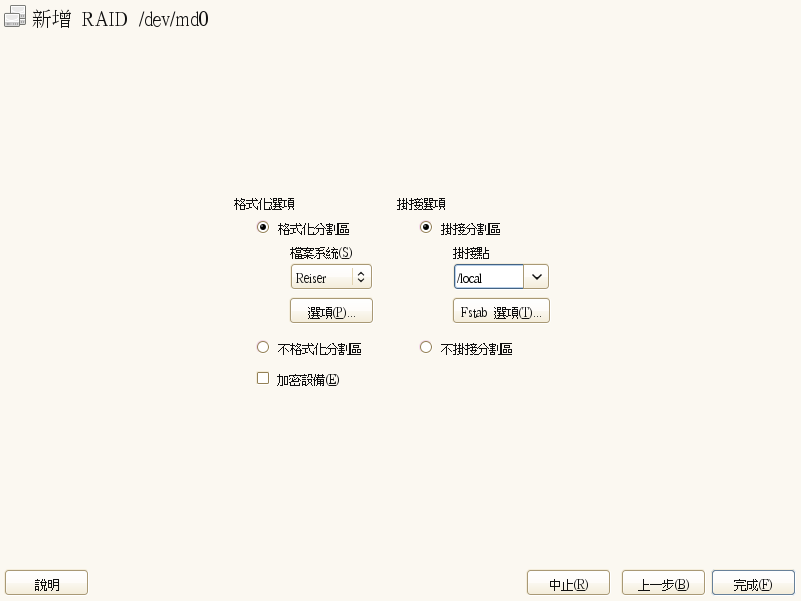 新增 RAID /dev/md0
格式化選項
掛接選項
格式化分割區
掛接分割區
檔案系統(S)
掛接點
Reiser
/local
選項(P)...
Fstab 選項(T)...
不格式化分割區
不掛接分割區
加密設備(E)
說明
中止(R)
上一步(B)
完成(F)